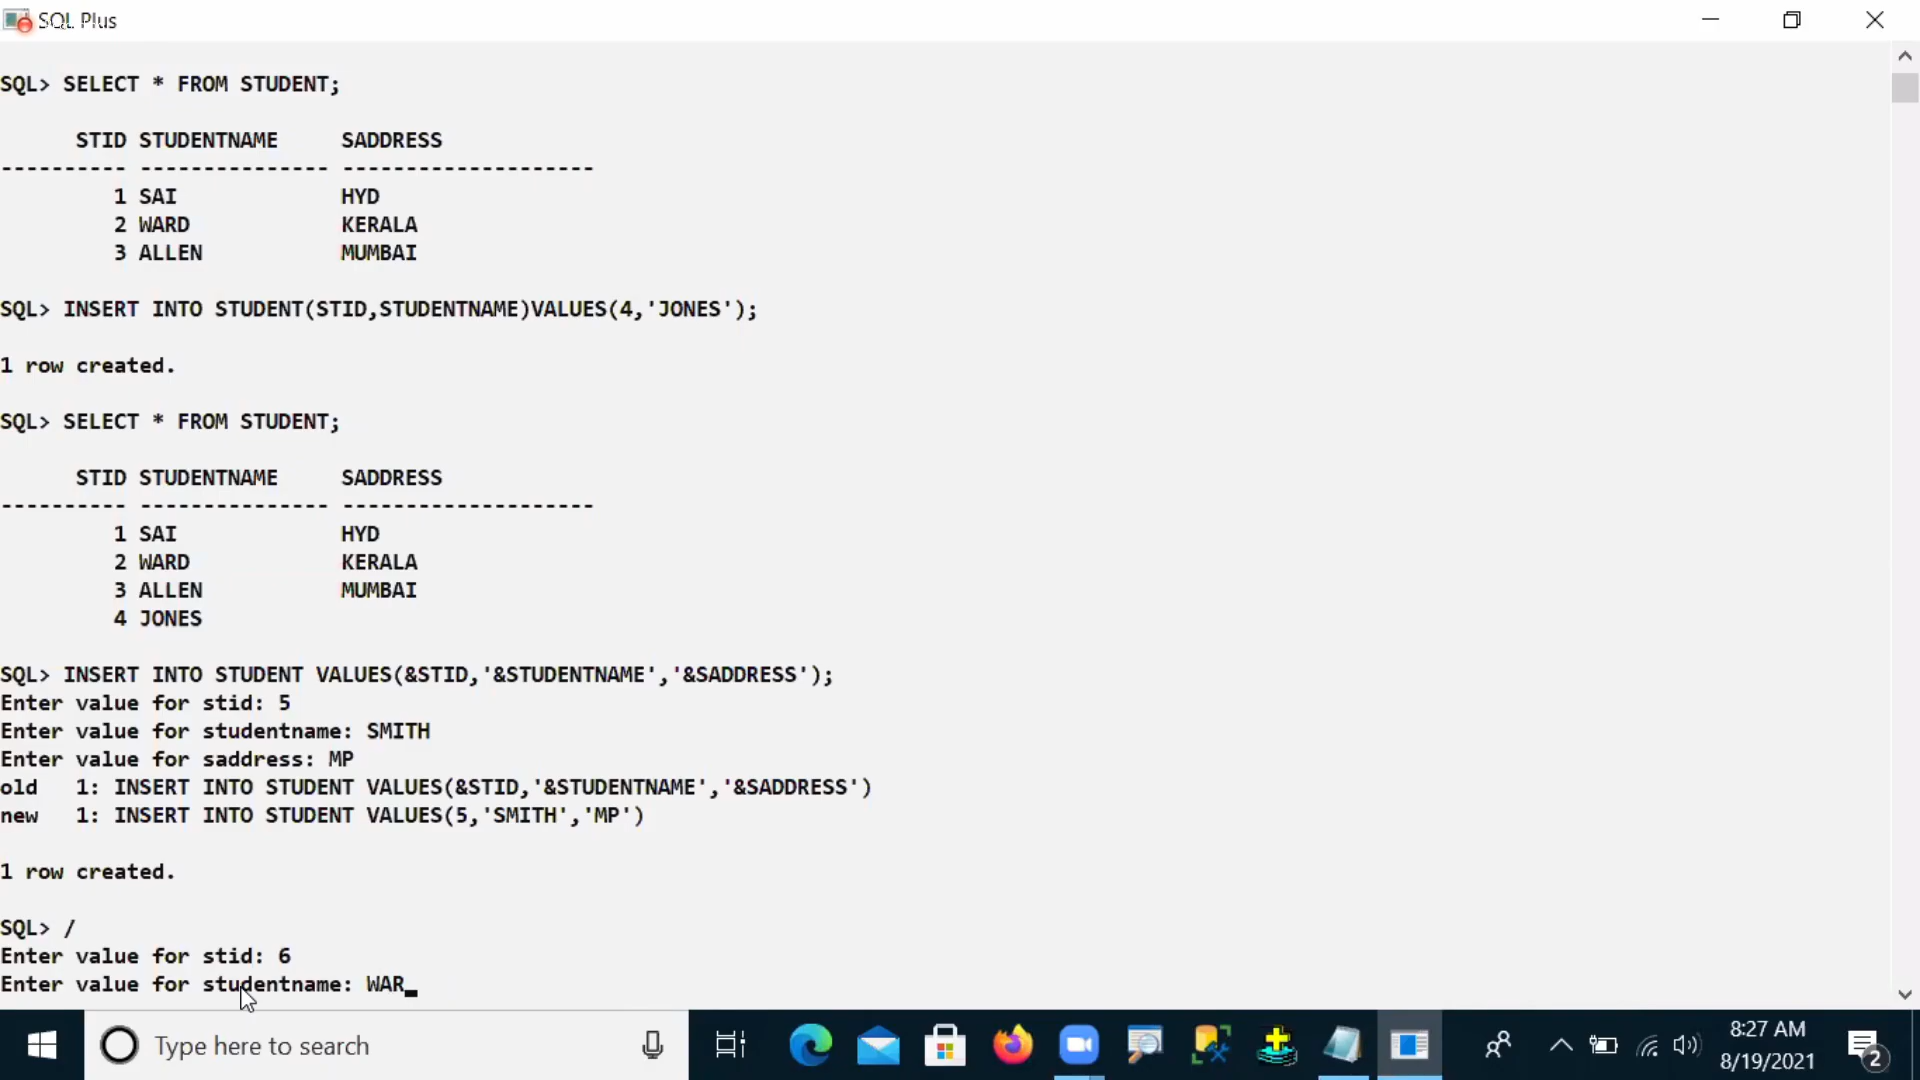 SQL Plus
SQL> SELECT * FROM STUDENT;
STID STUDENTNAME SADDRESS
---------- --------------- --------------------
1 SAI HYD
2 WARD KERALA
3 ALLEN MUMBAI
SQL> INSERT INTO STUDENT(STID,STUDENTNAME)VALUES(4,'JONES');
1 row created.
SQL> SELECT * FROM STUDENT;
STID STUDENTNAME SADDRESS
---------- --------------- --------------------
1 SAI HYD
2 WARD KERALA
3 ALLEN MUMBAI
4 JONES
SQL> INSERT INTO STUDENT VALUES(&STID,'&STUDENTNAME','&SADDRESS');
Enter value for stid: 5
Enter value for studentname: SMITH
Enter value for saddress: MP
old 1: INSERT INTO STUDENT VALUES(&STID,'&STUDENTNAME','&SADDRESS')
new 1: INSERT INTO STUDENT VALUES(5,'SMITH','MP')
1 row created.
SQL> /
Enter value for stid: 6
Enter value for studentname: WAR_
Type here to search
8:27 AM
8/19/2021
2